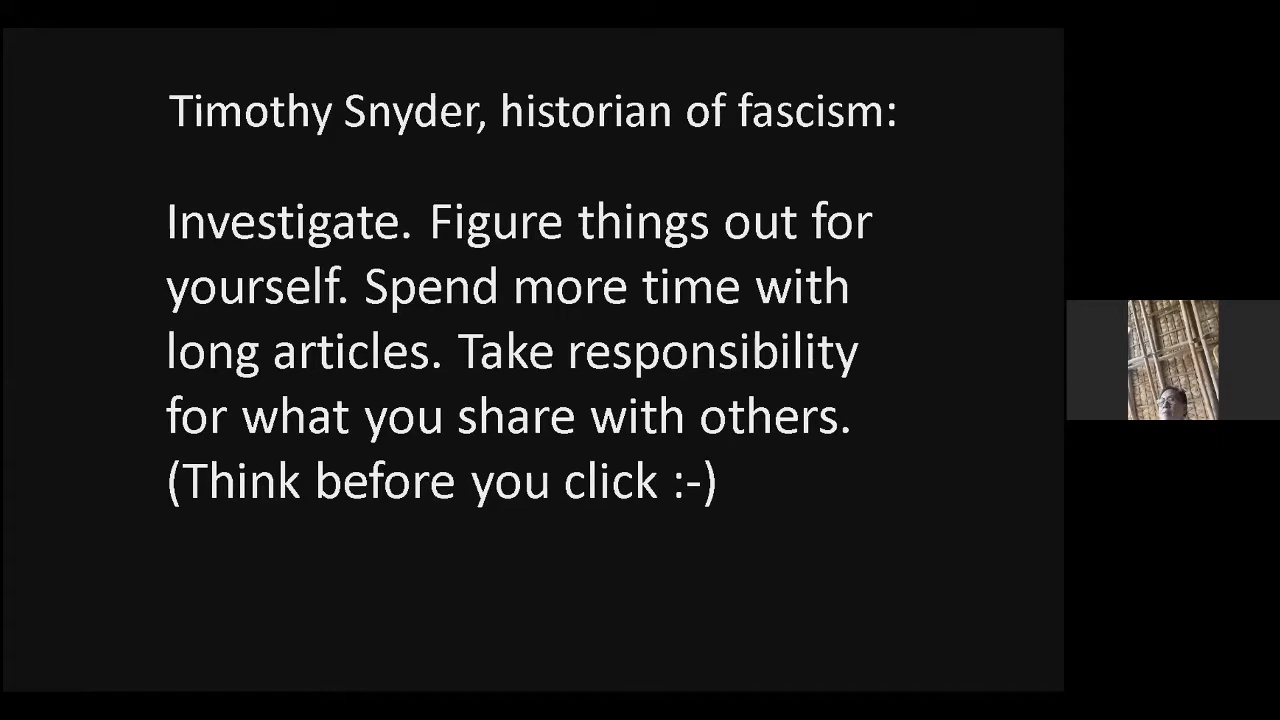 Timothy Snyder, historian of fascism:
Investigate. Figure things out for
yourself. Spend more time with
long articles. Take responsibility
for what you share with others.
(Think before you click :-)